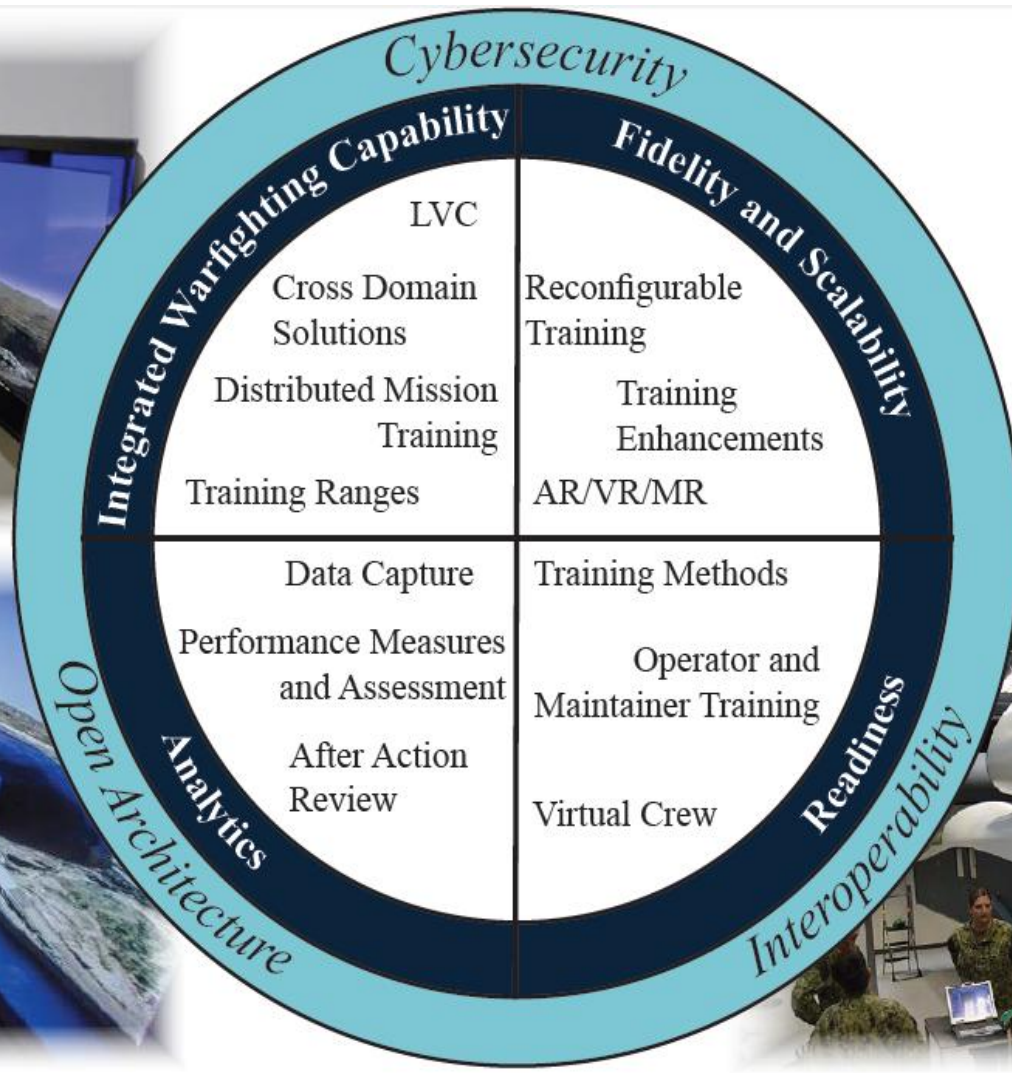 Cybersecurity
Integrated Warfighting Capability
Fidelity and Scalability
LVC
Cross Domain
Solutions
Distributed Mission
Training
Training Ranges
Reconfigurable
Training
Training
Enhancements
AR/VR/MR
Data Capture
Performance Measures
and Assessment
After Action
Review
Training Methods
Operator and
Maintainer Training
Virtual Crew
Analytics
Readiness
Open Architecture
Interoperability